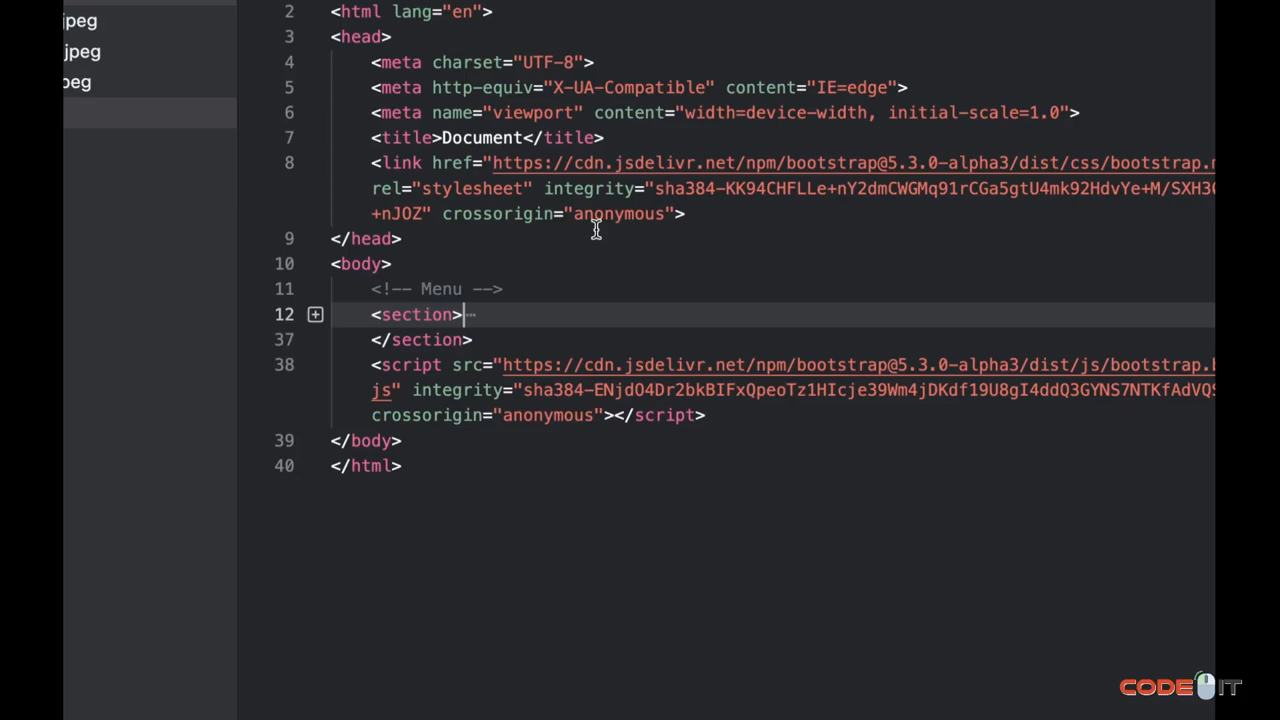 jpeg
jpeg
peg
2 <html lang="en">
3 <head>
4 <meta charset="UTF-8">
5 <meta http-equiv="X-UA-Compatible" content="IE=edge">
6 <meta name="viewport" content="width=device-width, initial-scale=1.0">
7 <title>Document</title>
8 <link href="https://cdn.jsdelivr.net/npm/bootstrap@5.3.0-alpha3/dist/css/bootstrap.
rel="stylesheet" integrity="sha384-KK94CHFLLe+nY2dmCWGMq91rCGa5gtU4mk92HdvYe+M/SXH3
+nJOZ" crossorigin="anonymous">
9 </head>
10 <body>
11 <!-- Menu -->
12 <section>…
37 </section>
38 <script src="https://cdn.jsdelivr.net/npm/bootstrap@5.3.0-alpha3/dist/js/bootstrap.
js" integrity="sha384-ENjdO4Dr2bkBIFxQpeoTz1HIcje39Wm4jDKdf19U8gI4ddQ3GYNS7NTKfAdVQ
crossorigin="anonymous"></script>
39 </body>
40 </html>
CODE IT